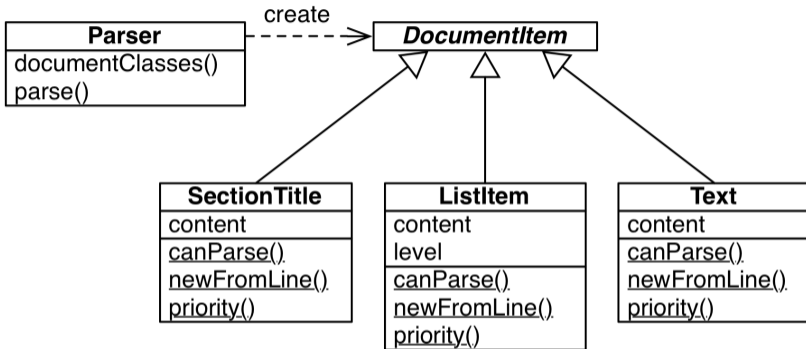 create
Parser
DocumentItem
documentClasses()
parse()
SectionTitle
content
canParse()
newFromLine()
priority()
ListItem
content
level
canParse()
newFromLine()
priority()
Text
content
canParse()
newFromLine()
priority()